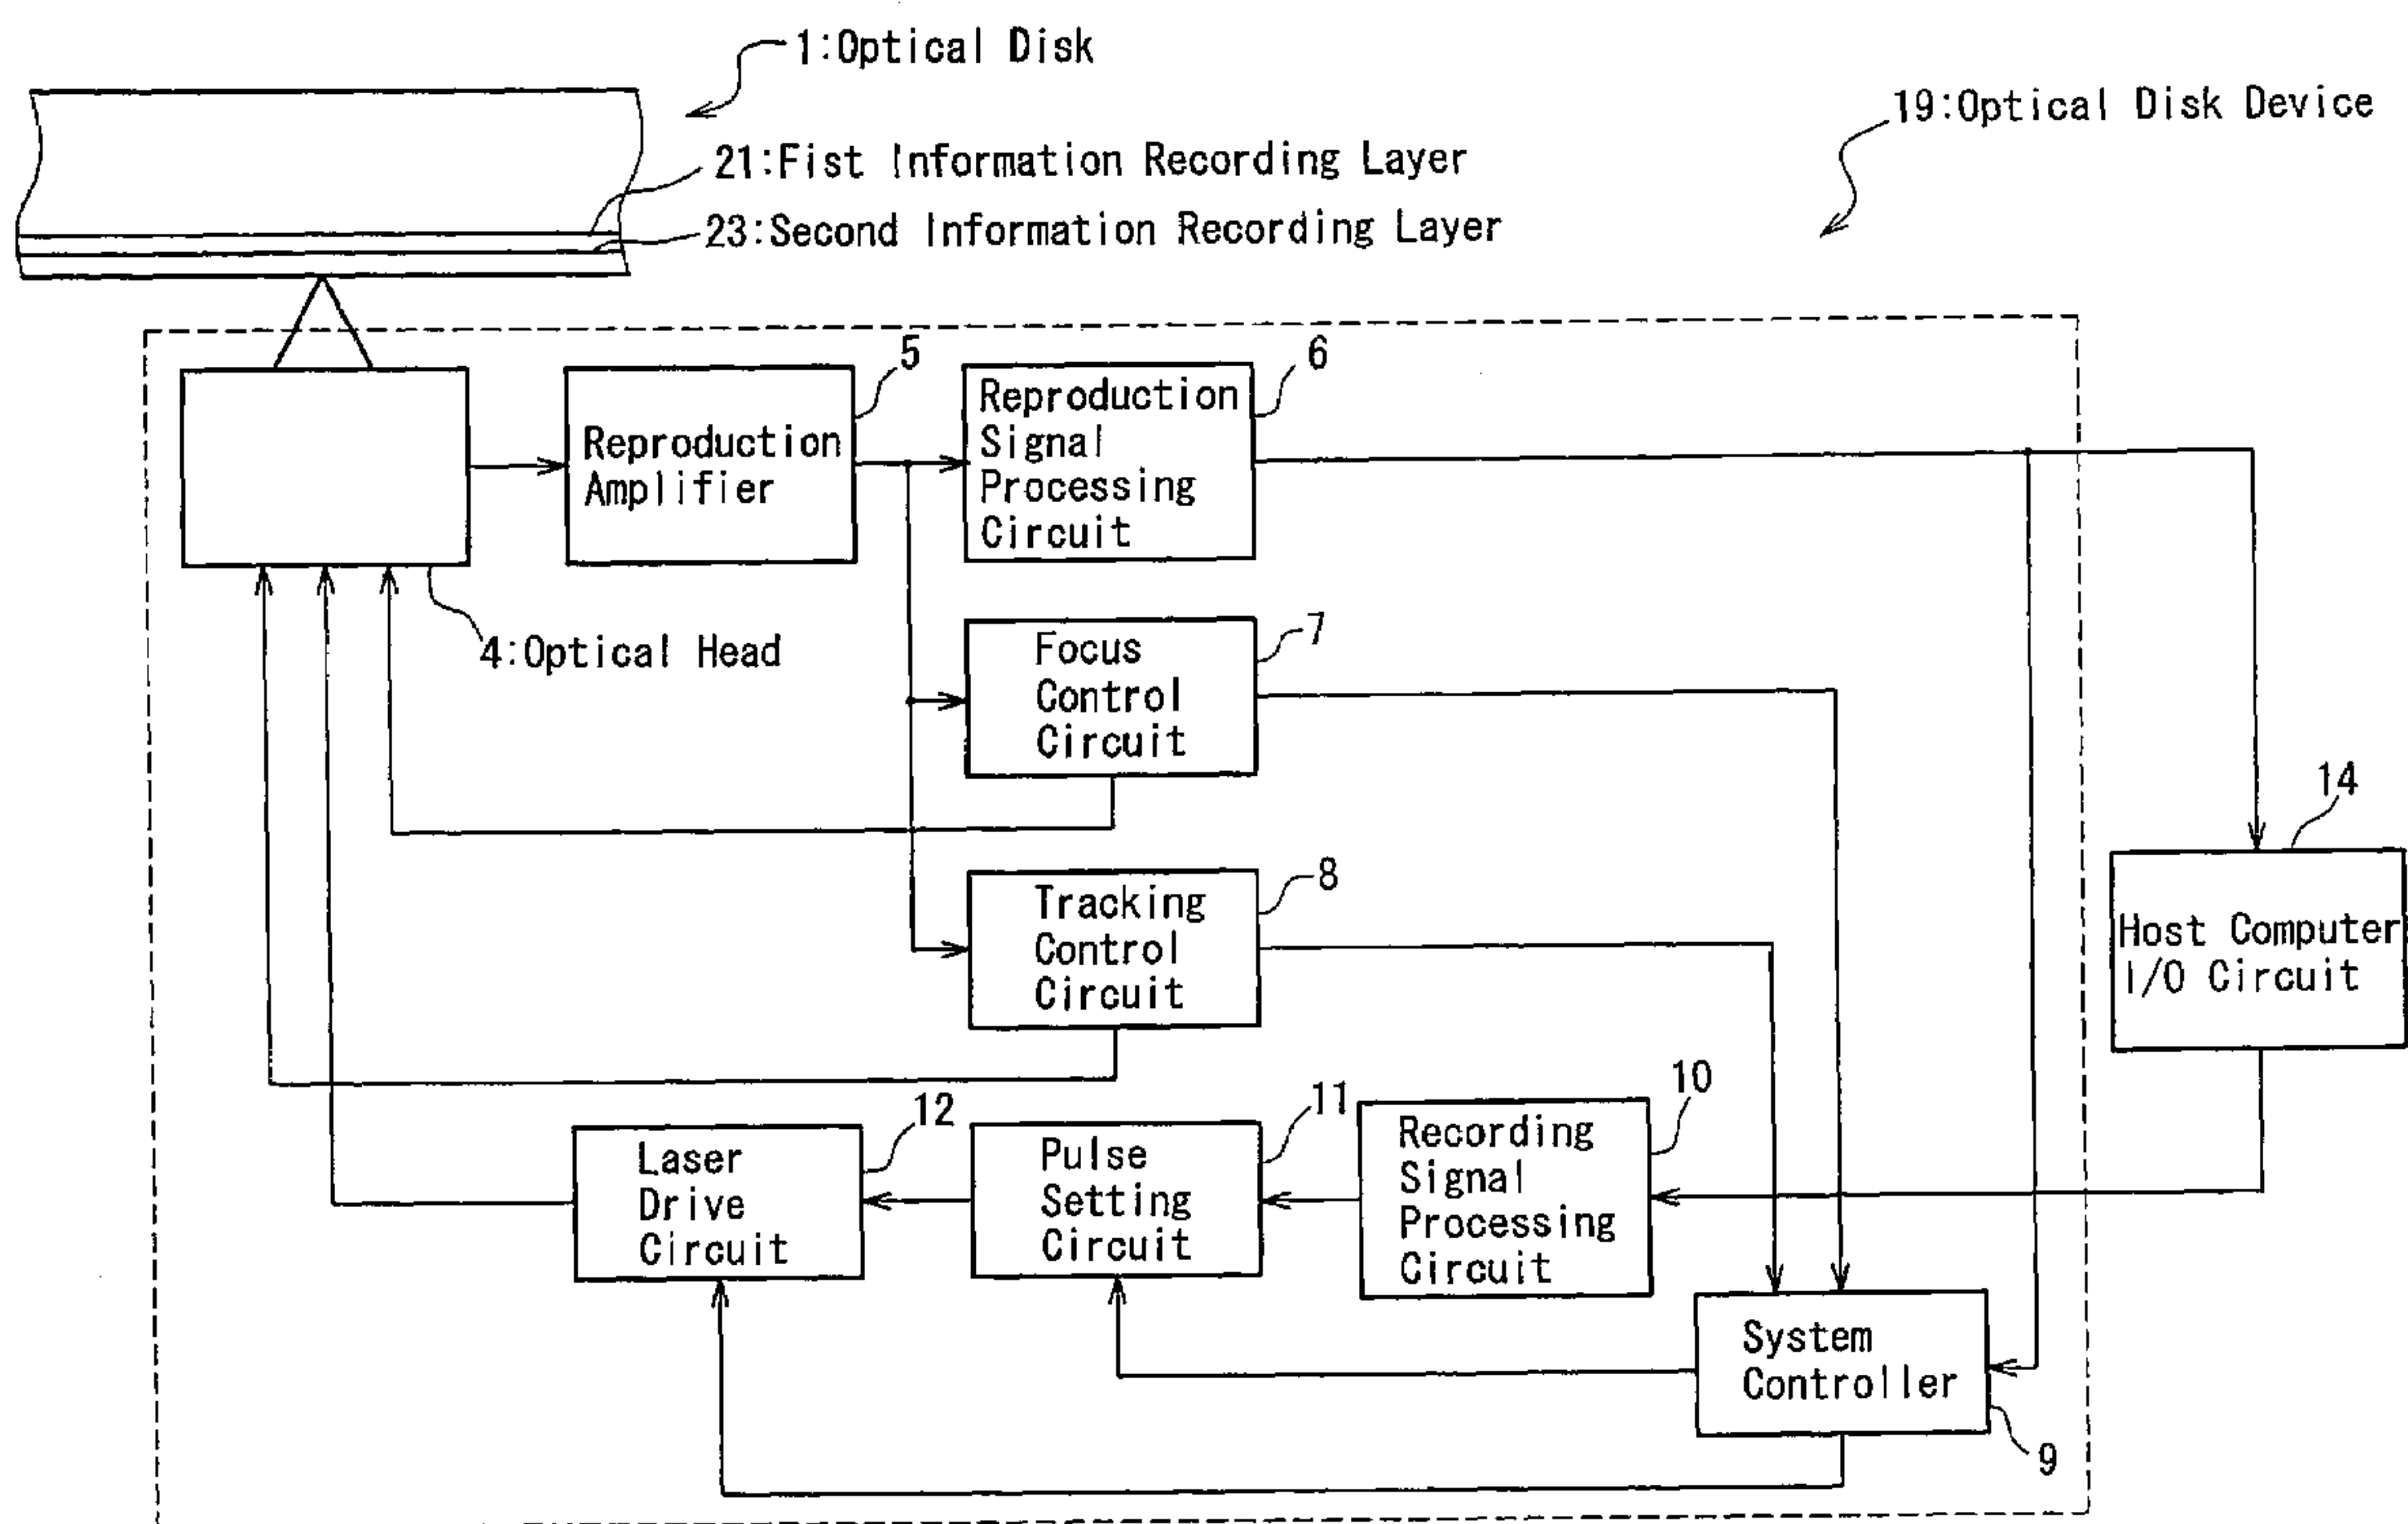 1:Optical Disk
19:Optical Disk Device
21:Fist Information Recording Layer
23:Second Information Recording Layer
5
6
Reproduction
Amplifier
Reproduction
Signal
Processing
Circuit
4:Optical Head
7
Focus
Control
Circuit
14
Host Computer
I/O Circuit
8
Tracking
Control
Circuit
12
Laser
Drive
Circuit
11
Pulse
Setting
Circuit
10
Recording
Signal
Processing
Circuit
System
Controller
9